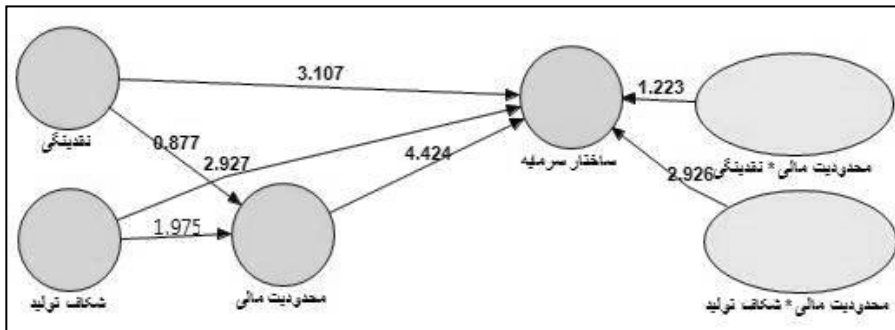 3.107
1.223
نقدینگی
0.877
2.927
4.424
ساختار سرمایه
محدودیت مالی * نقدینگی
2.926
1.975
شکاف تولید
محدودیت مالی
محدودیت مالی * شکاف تولید